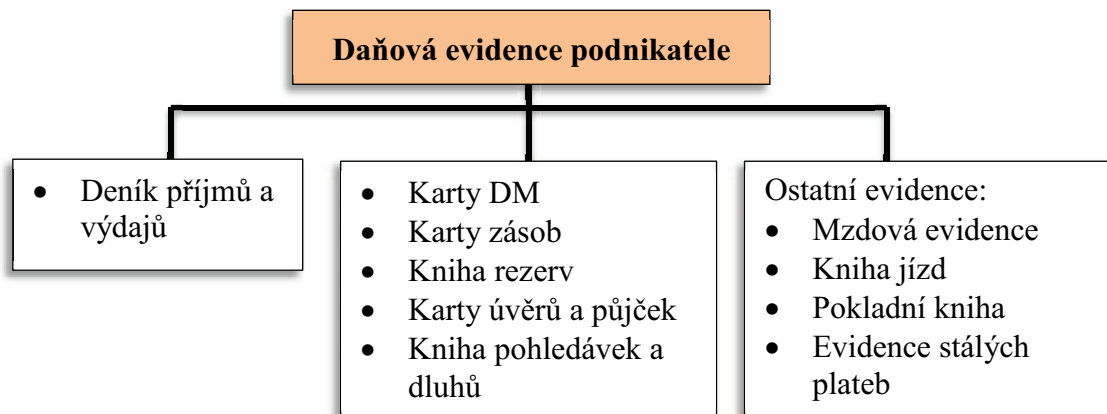 Daňová evidence podnikatele
• Deník příjmů a
výdajů
• Karty DM
• Karty zásob
• Kniha rezerv
• Karty úvěrů a půjček
• Kniha pohledávek a
dluhů
Ostatní evidence:
• Mzdová evidence
• Kniha jízd
• Pokladní kniha
• Evidence stálých
plateb